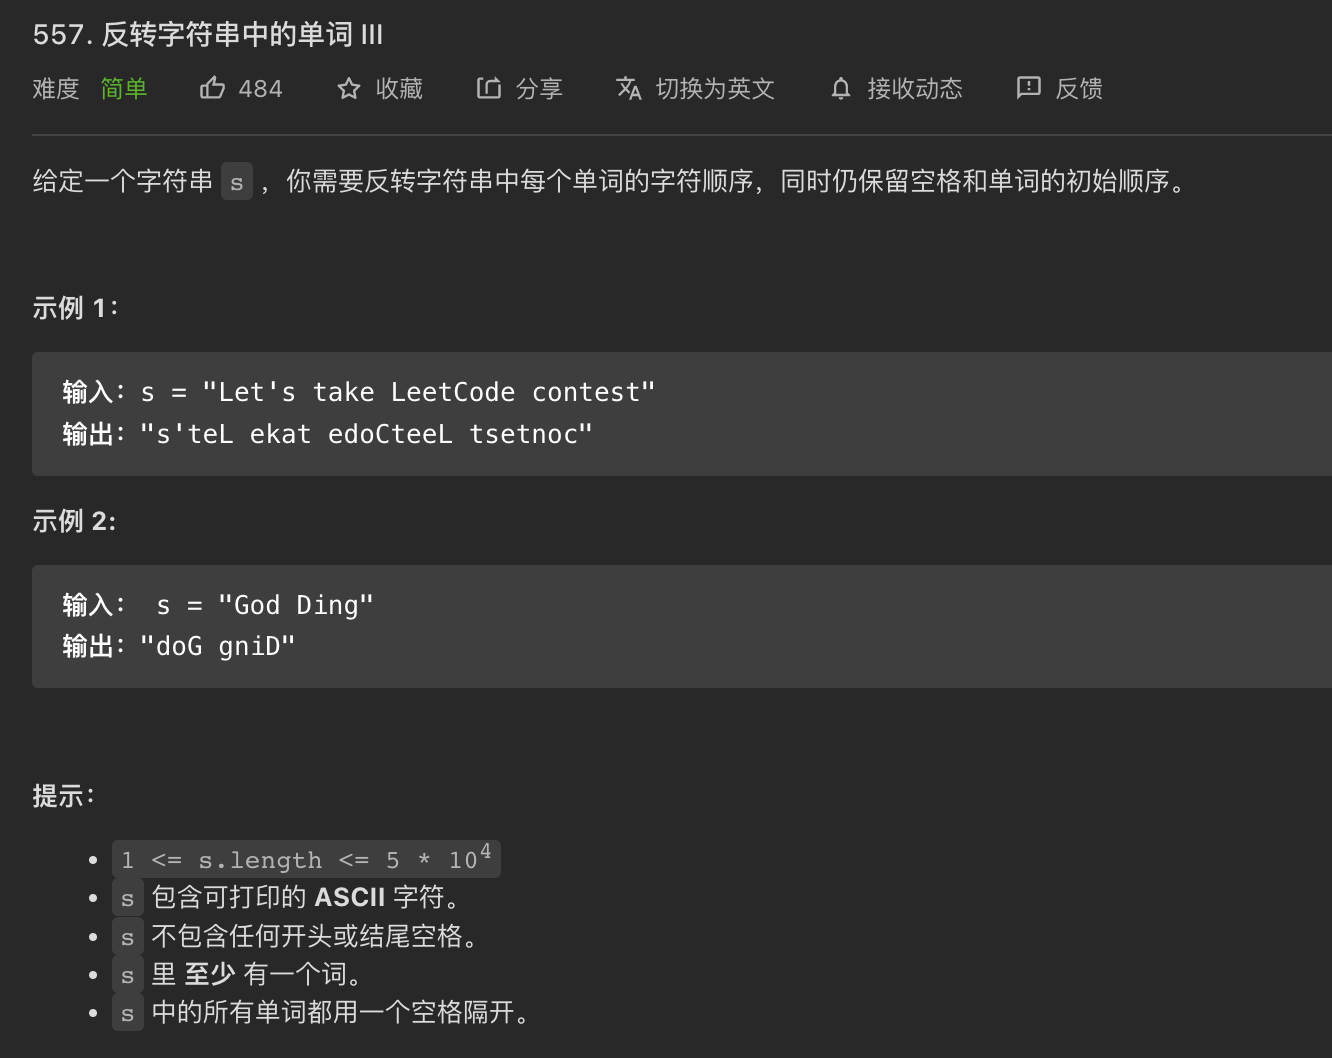 557. 反转字符串中的单词 III
难度 简单 484 收藏 分享 切换为英文 接收动态 反馈
给定一个字符串 s ，你需要反转字符串中每个单词的字符顺序，同时仍保留空格和单词的初始顺序。
示例 1：
输入：s = "Let's take LeetCode contest"
输出："s'teL ekat edoCteeL tsetnoc"
示例 2:
输入： s = "God Ding"
输出："doG gniD"
提示：
1 <= s.length <= 5 * 10⁴
s 包含可打印的 ASCII 字符。
s 不包含任何开头或结尾空格。
s 里 至少 有一个词。
s 中的所有单词都用一个空格隔开。